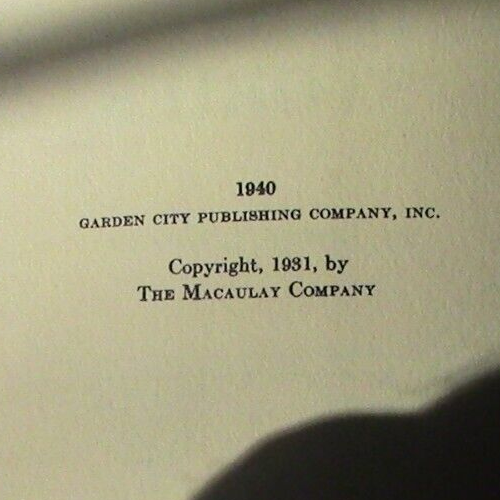 1940
GARDEN CITY PUBLISHING COMPANY, INC.
Copyright, 1931, by
THE MACAULAY COMPANY